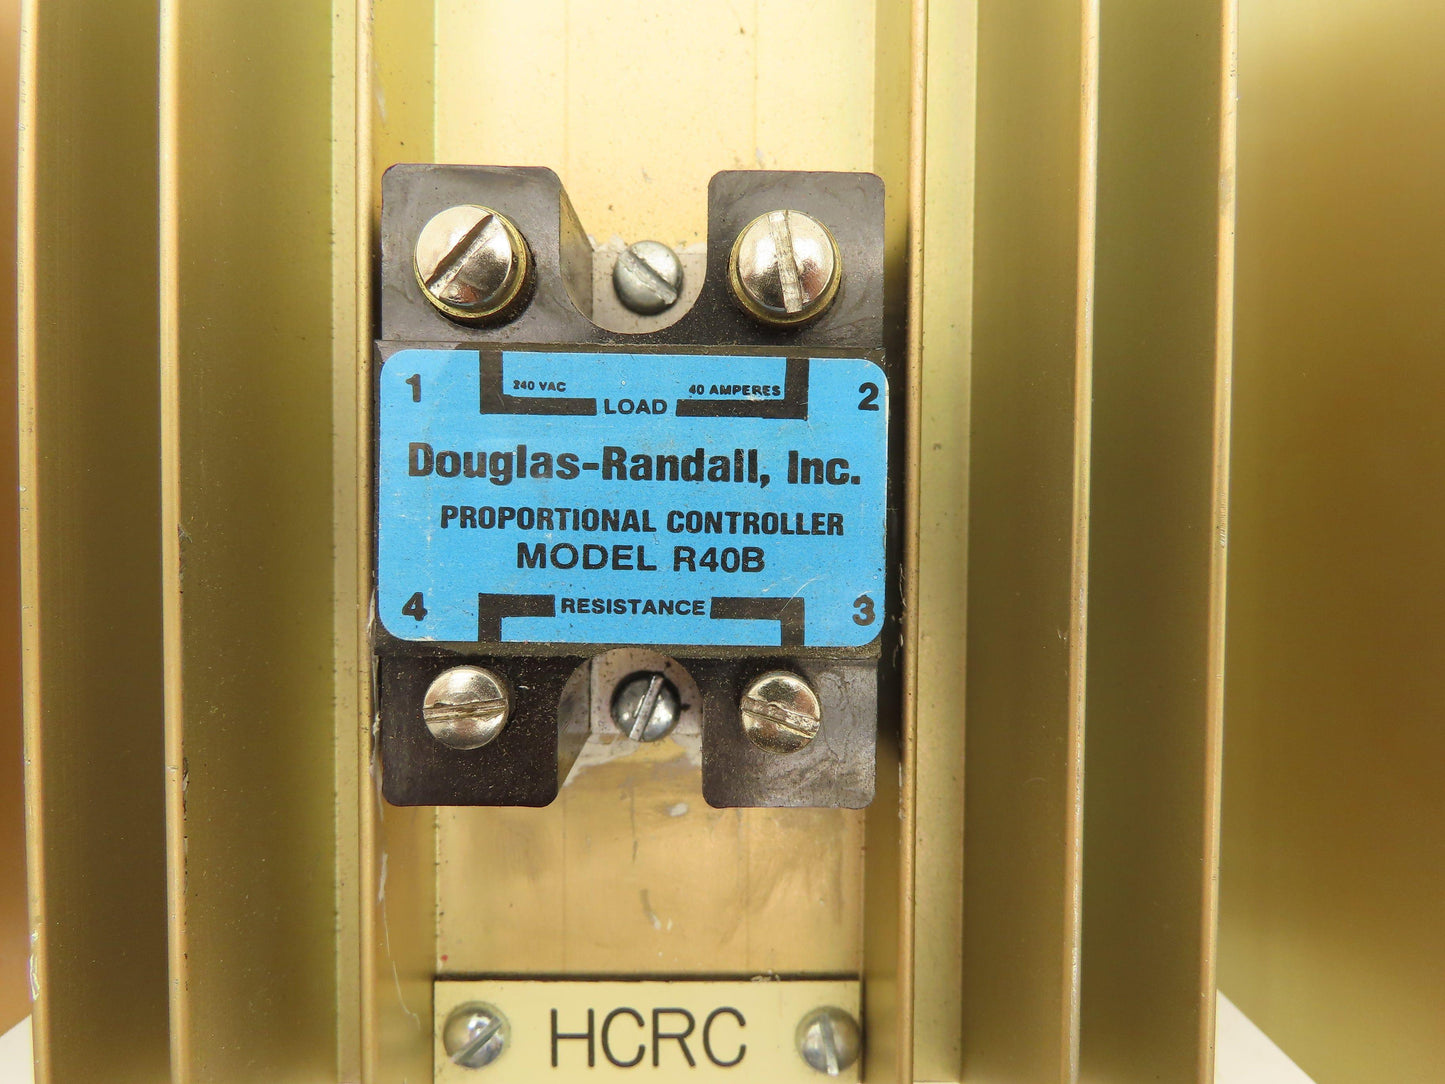 1 240 VAC 40 AMPERES 2
LOAD
Douglas-Randall, Inc.
PROPORTIONAL CONTROLLER
MODEL R40B
4 RESISTANCE 3
HCRC